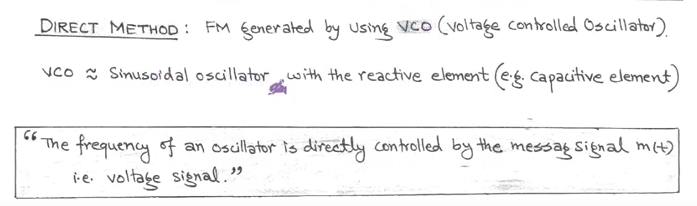 DIRECT METHOD : FM generated by using VCO (voltage controlled Oscillator).
VCO ≈ Sinusoidal oscillator with the reactive element (e.g. capacitive element)
"The frequency of an oscillator is directly controlled by the messag signal m(t)
i.e. voltage signal."